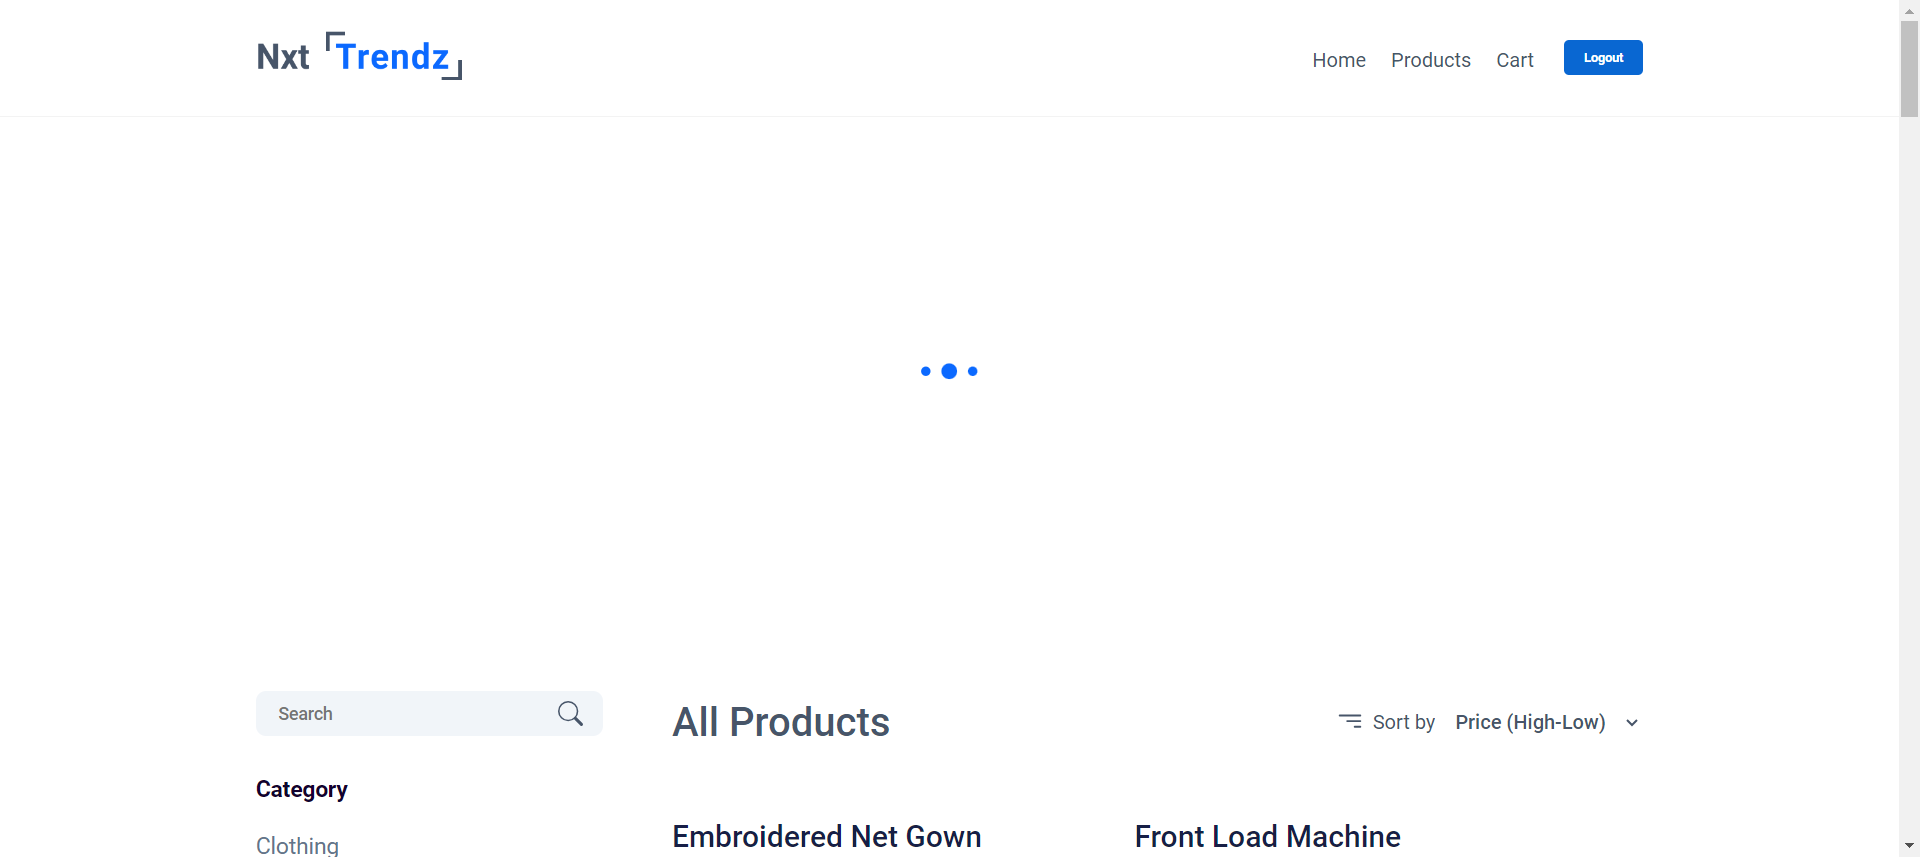 Nxt Trendz
Home Products Cart Logout
Search
All Products
Sort by Price (High-Low)
Category
Clothing
Embroidered Net Gown
Front Load Machine